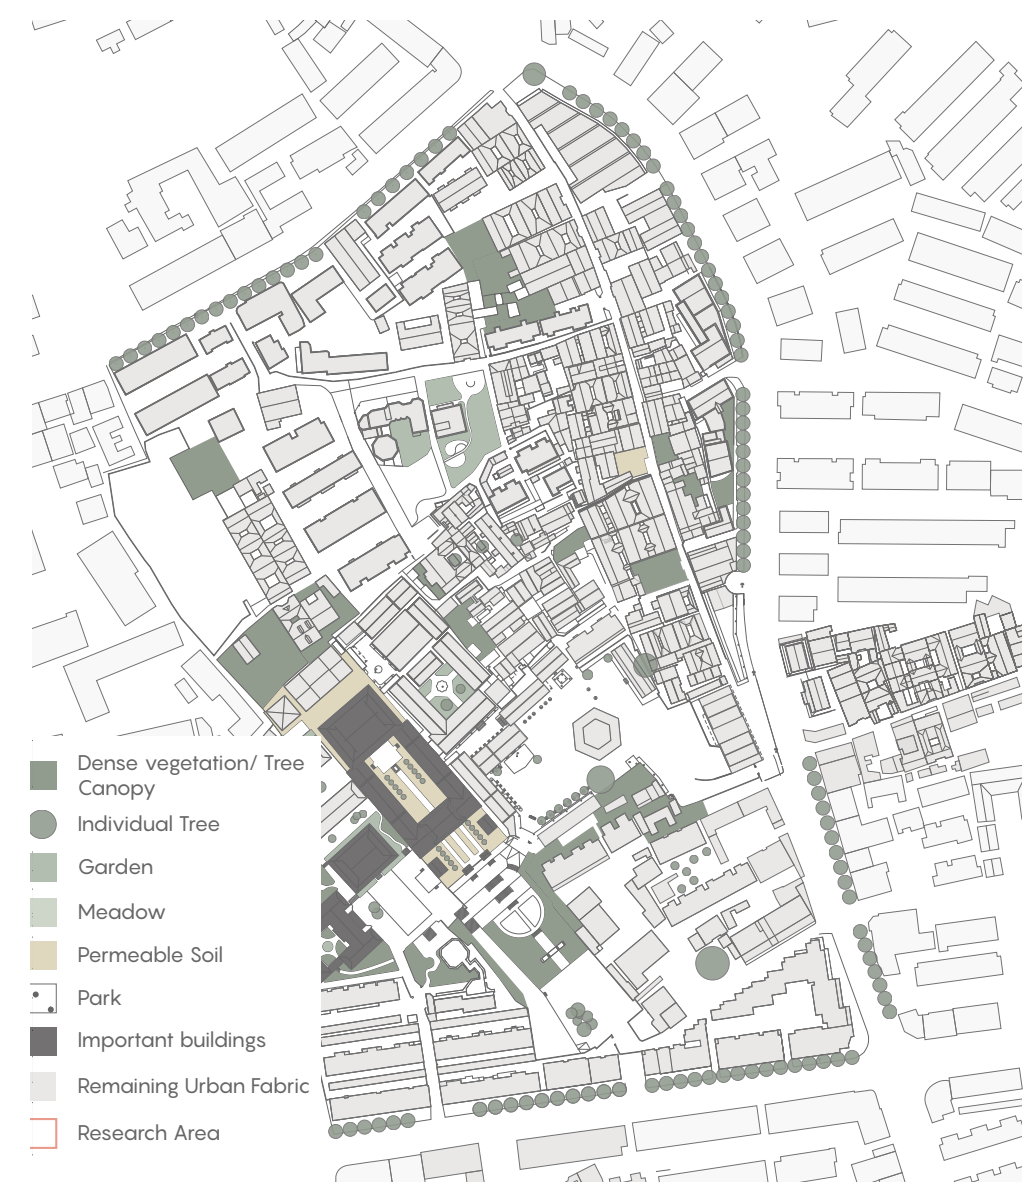 Dense vegetation/ Tree
Canopy
Individual Tree
Garden
Meadow
Permeable Soil
Park
Important buildings
Remaining Urban Fabric
Research Area